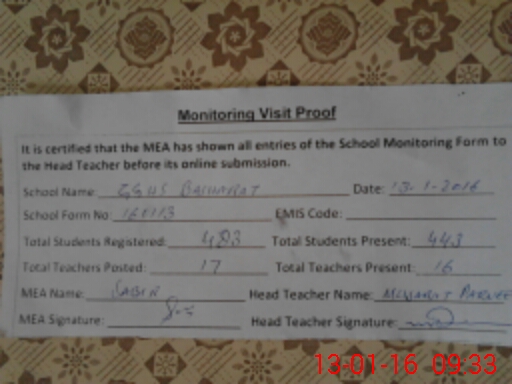 Monitoring Visit Proof
It is certified that the MEA has shown all entries of the School Monitoring Form to
the Head Teacher before its online submission.
School Name: GGHS Date: 13-1-2016
School Form No: EMIS Code:
Total Students Registered: 483 Total Students Present: 443
Total Teachers Posted: 17 Total Teachers Present: 16
MEA Name: Head Teacher Name:
MEA Signature: Head Teacher Signature:
13-01-16 09:33